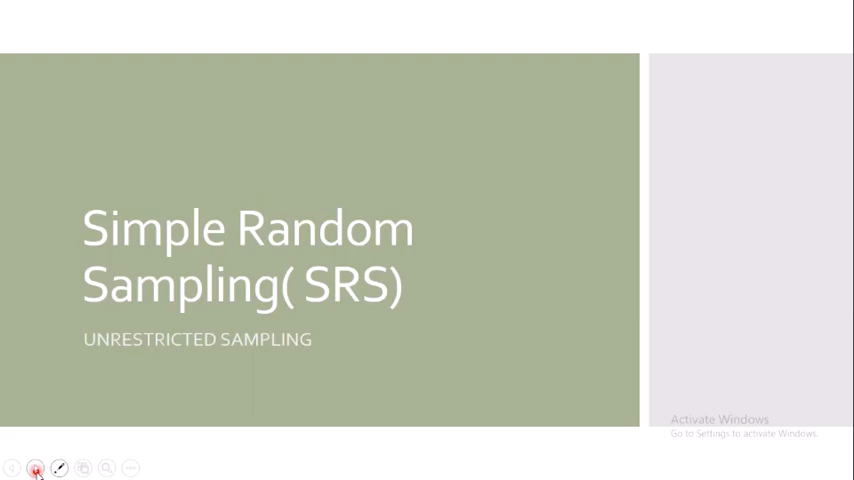 Simple Random
Sampling( SRS)
UNRESTRICTED SAMPLING
Activate Windows
Go to Settings to activate Windows.